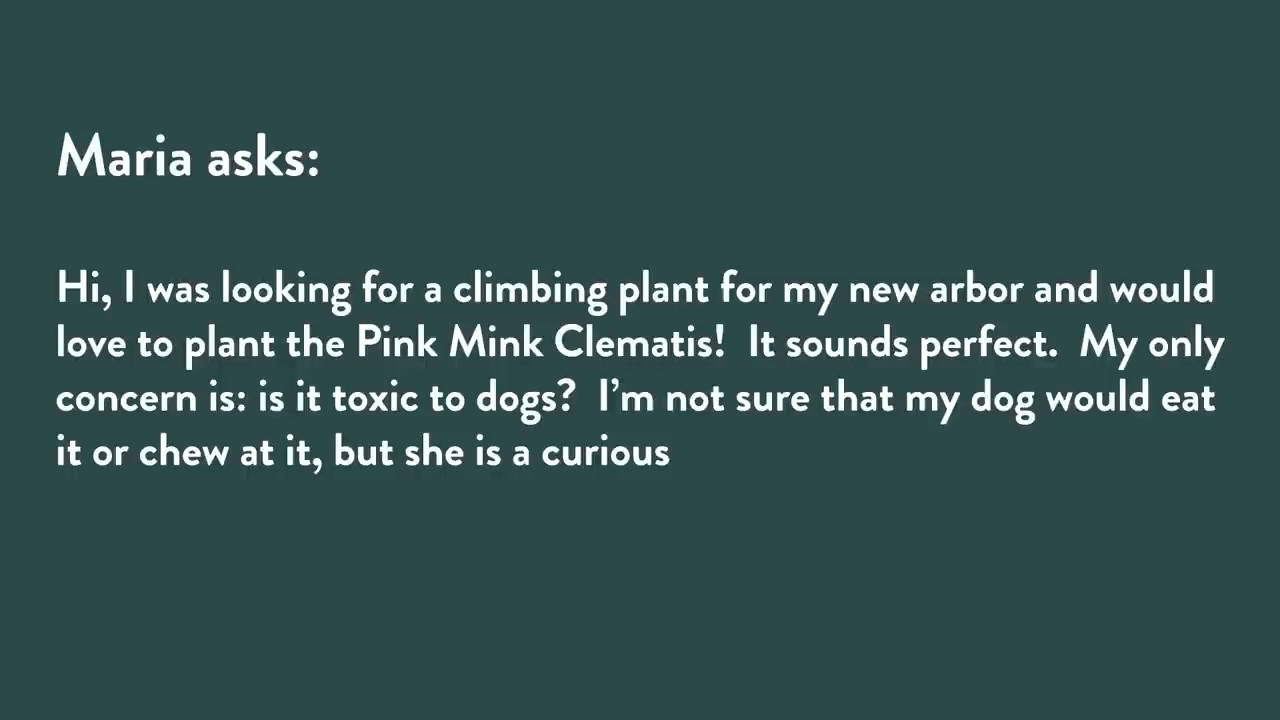 Maria asks:
Hi, I was looking for a climbing plant for my new arbor and would
love to plant the Pink Mink Clematis!  It sounds perfect.  My only
concern is: is it toxic to dogs?  I’m not sure that my dog would eat
it or chew at it, but she is a curious